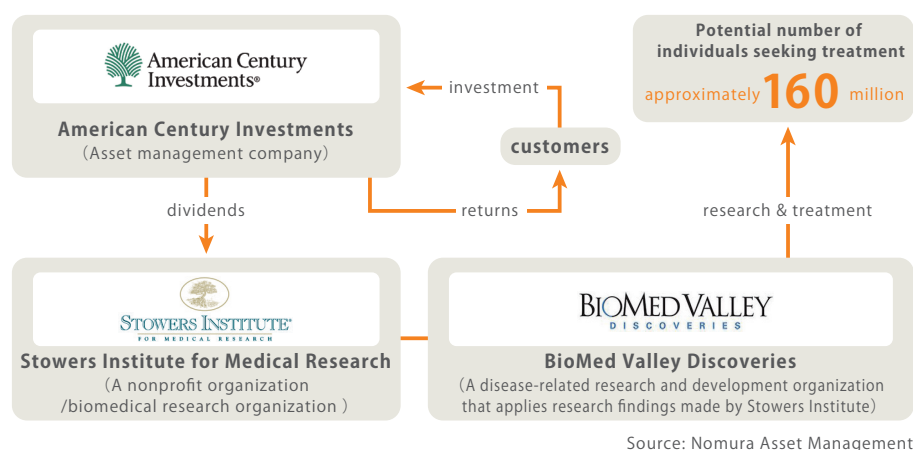 American Century
Investments®
American Century Investments
(Asset management company)
investment
customers
returns
dividends
Potential number of
individuals seeking treatment
approximately 160 million
research & treatment
STOWERS INSTITUTE®
FOR MEDICAL RESEARCH
Stowers Institute for Medical Research
(A nonprofit organization
/biomedical research organization )
BIOMED VALLEY
DISCOVERIES
BioMed Valley Discoveries
(A disease-related research and development organization
that applies research findings made by Stowers Institute)
Source: Nomura Asset Management